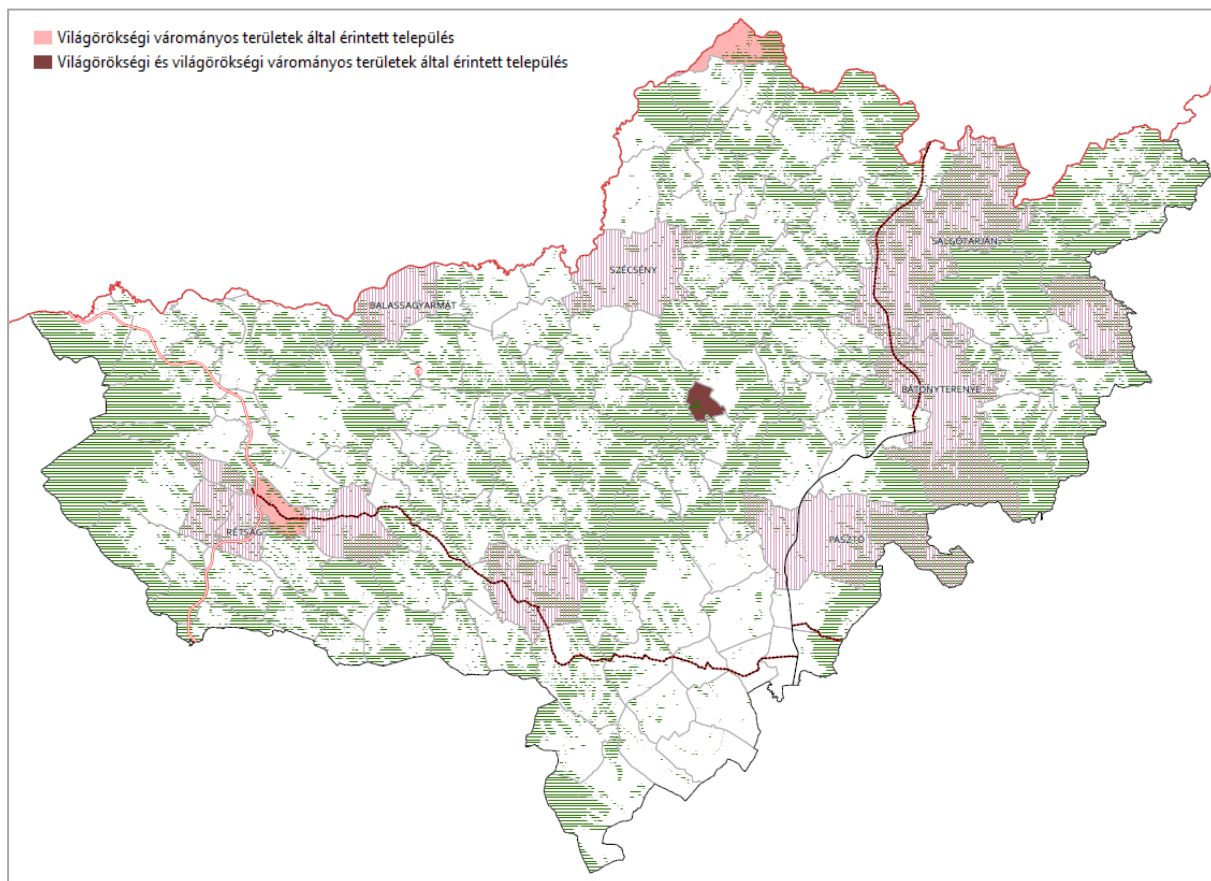 Világörökségi várományos területek által érintett település
Világörökségi és világörökségi várományos területek által érintett település
SALGÓTARJÁN
SZÉCSÉNY
BALASSAGYARMAT
BÁTONYTERENYE
RÉTSÁG
PÁSZTÓ